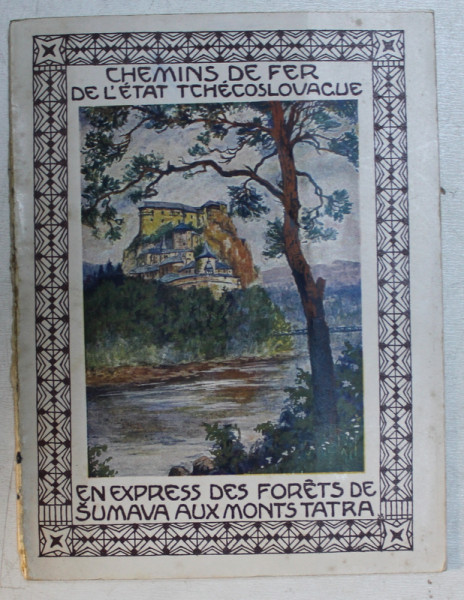 CHEMINS DE FER
DE L'ÉTAT TCHÉCOSLOVAQUE
EN EXPRESS DES FORÊTS DE
ŠUMAVA AUX MONTS TATRA